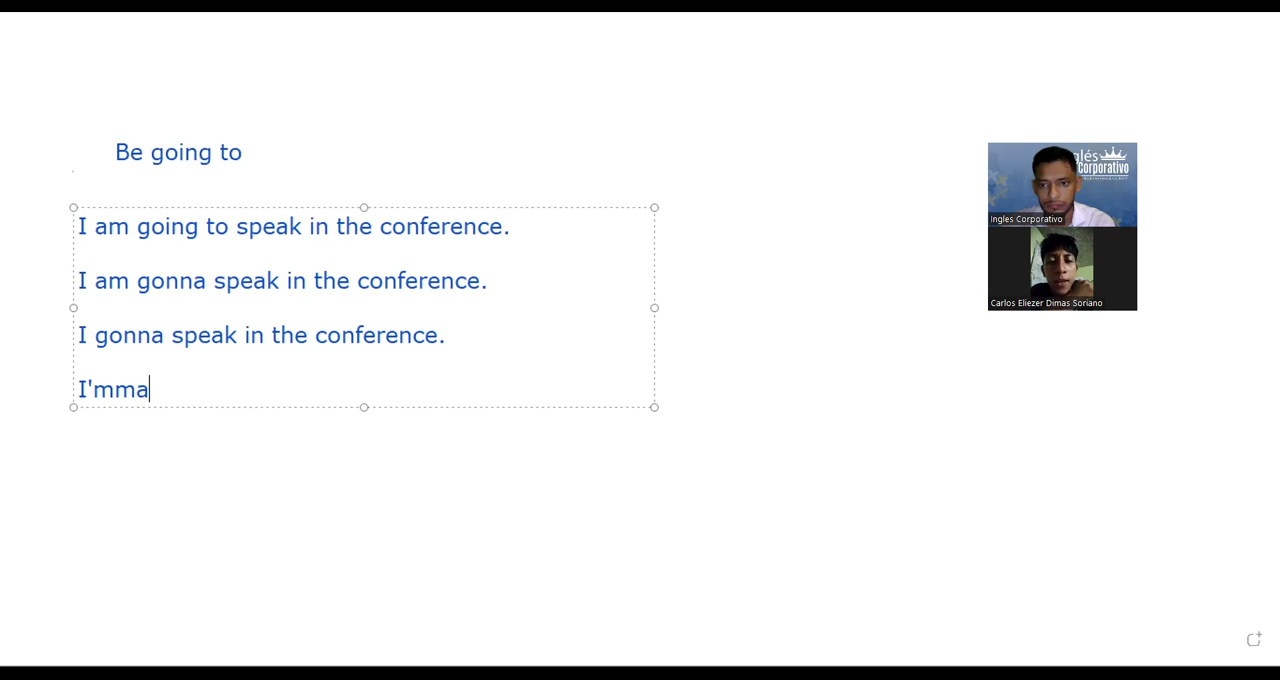 Be going to
I am going to speak in the conference.
I am gonna speak in the conference.
I gonna speak in the conference.
I'mma
glés
Corporativo
Ingles Corporativo
Carlos Eliezer Dimas Soriano